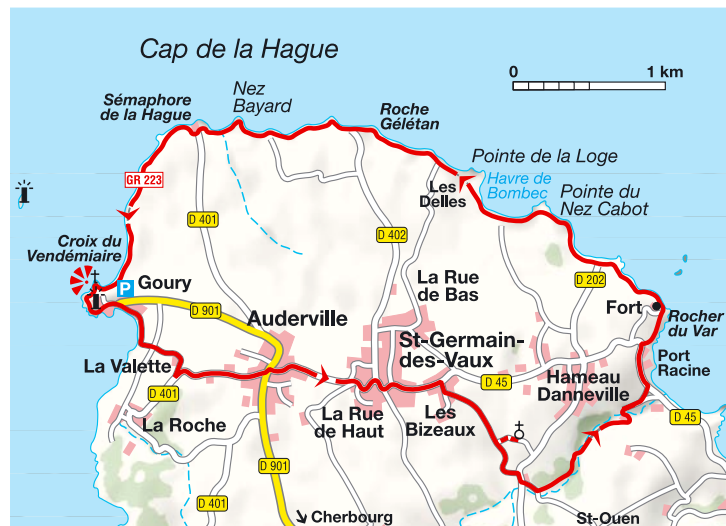 Cap de la Hague
0
1 km
Sémaphore
de la Hague
Nez
Bayard
Roche
Gélétan
Pointe de la Loge
GR 223
Les
Delles
Havre de
Bombec
Pointe du
Nez Cabot
D 401
D 402
Croix du
Vendémiaire
P
Goury
La Rue
de Bas
D 202
Fort
Rocher
du Var
D 901
Auderville
St-Germain-
des-Vaux
Port
Racine
La Valette
D 45
Hameau
Danneville
D 401
La Roche
La Rue
de Haut
Les
Bizeaux
D 45
D 901
D 401
Cherbourg
St-Ouen